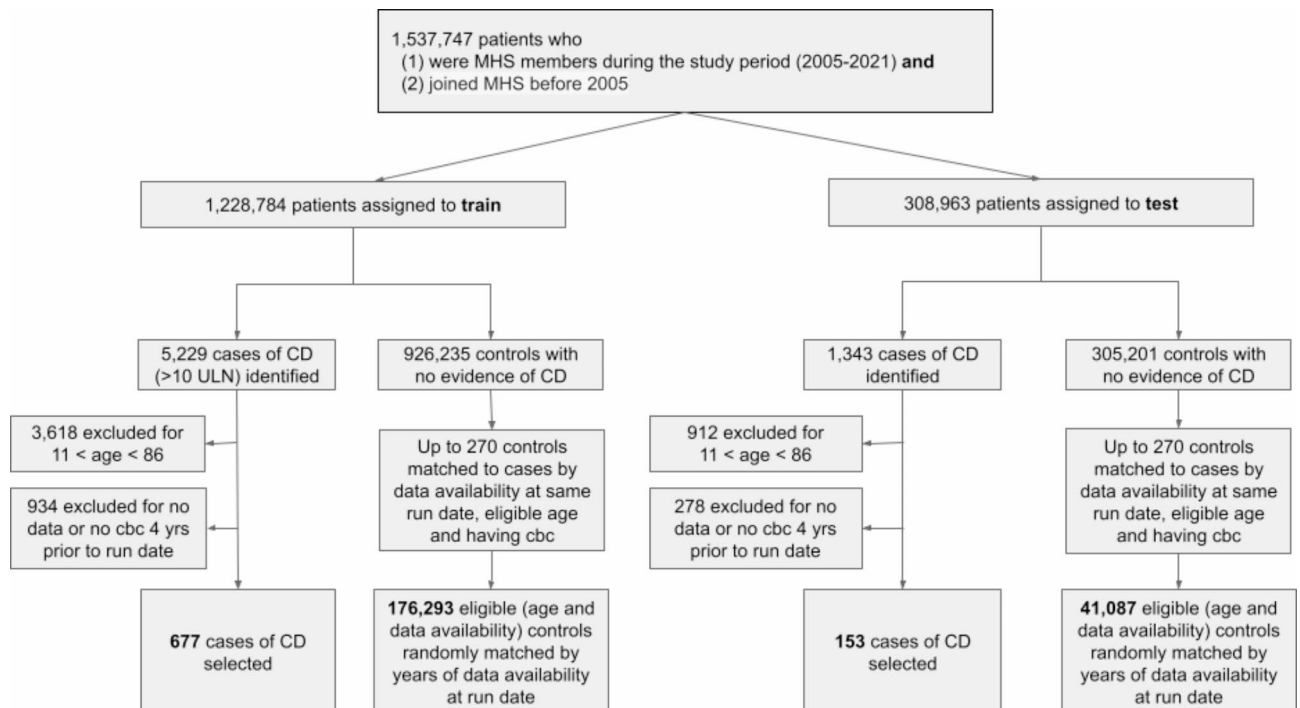 1,537,747 patients who
(1) were MHS members during the study period (2005-2021) and
(2) joined MHS before 2005
1,228,784 patients assigned to train
308,963 patients assigned to test
5,229 cases of CD
(>10 ULN) identified
926,235 controls with
no evidence of CD
1,343 cases of CD
identified
305,201 controls with
no evidence of CD
3,618 excluded for
11 < age < 86
Up to 270 controls
matched to cases by
data availability at same
run date, eligible age
and having cbc
912 excluded for
11 < age < 86
Up to 270 controls
matched to cases by
data availability at same
run date, eligible age
and having cbc
934 excluded for no
data or no cbc 4 yrs
prior to run date
278 excluded for no
data or no cbc 4 yrs
prior to run date
677 cases of CD
selected
176,293 eligible (age and
data availability) controls
randomly matched by
years of data availability
at run date
153 cases of CD
selected
41,087 eligible (age and
data availability) controls
randomly matched by
years of data availability
at run date